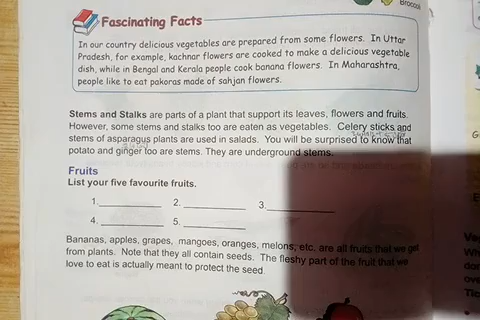 Broccoli
Fascinating Facts
In our country delicious vegetables are prepared from some flowers. In Uttar
Pradesh, for example, kachnar flowers are cooked to make a delicious vegetable
dish, while in Bengal and Kerala people cook banana flowers. In Maharashtra,
people like to eat pakoras made of sahjan flowers.
Stems and Stalks are parts of a plant that support its leaves, flowers and fruits.
However, some stems and stalks too are eaten as vegetables. Celery sticks and
stems of asparagus plants are used in salads. You will be surprised to know that
potato and ginger too are stems. They are underground stems.
Fruits
List your five favourite fruits.
1. 2. 3.
4. 5.
Bananas, apples, grapes, mangoes, oranges, melons, etc. are all fruits that we get
from plants. Note that they all contain seeds. The fleshy part of the fruit that we
love to eat is actually meant to protect the seed.